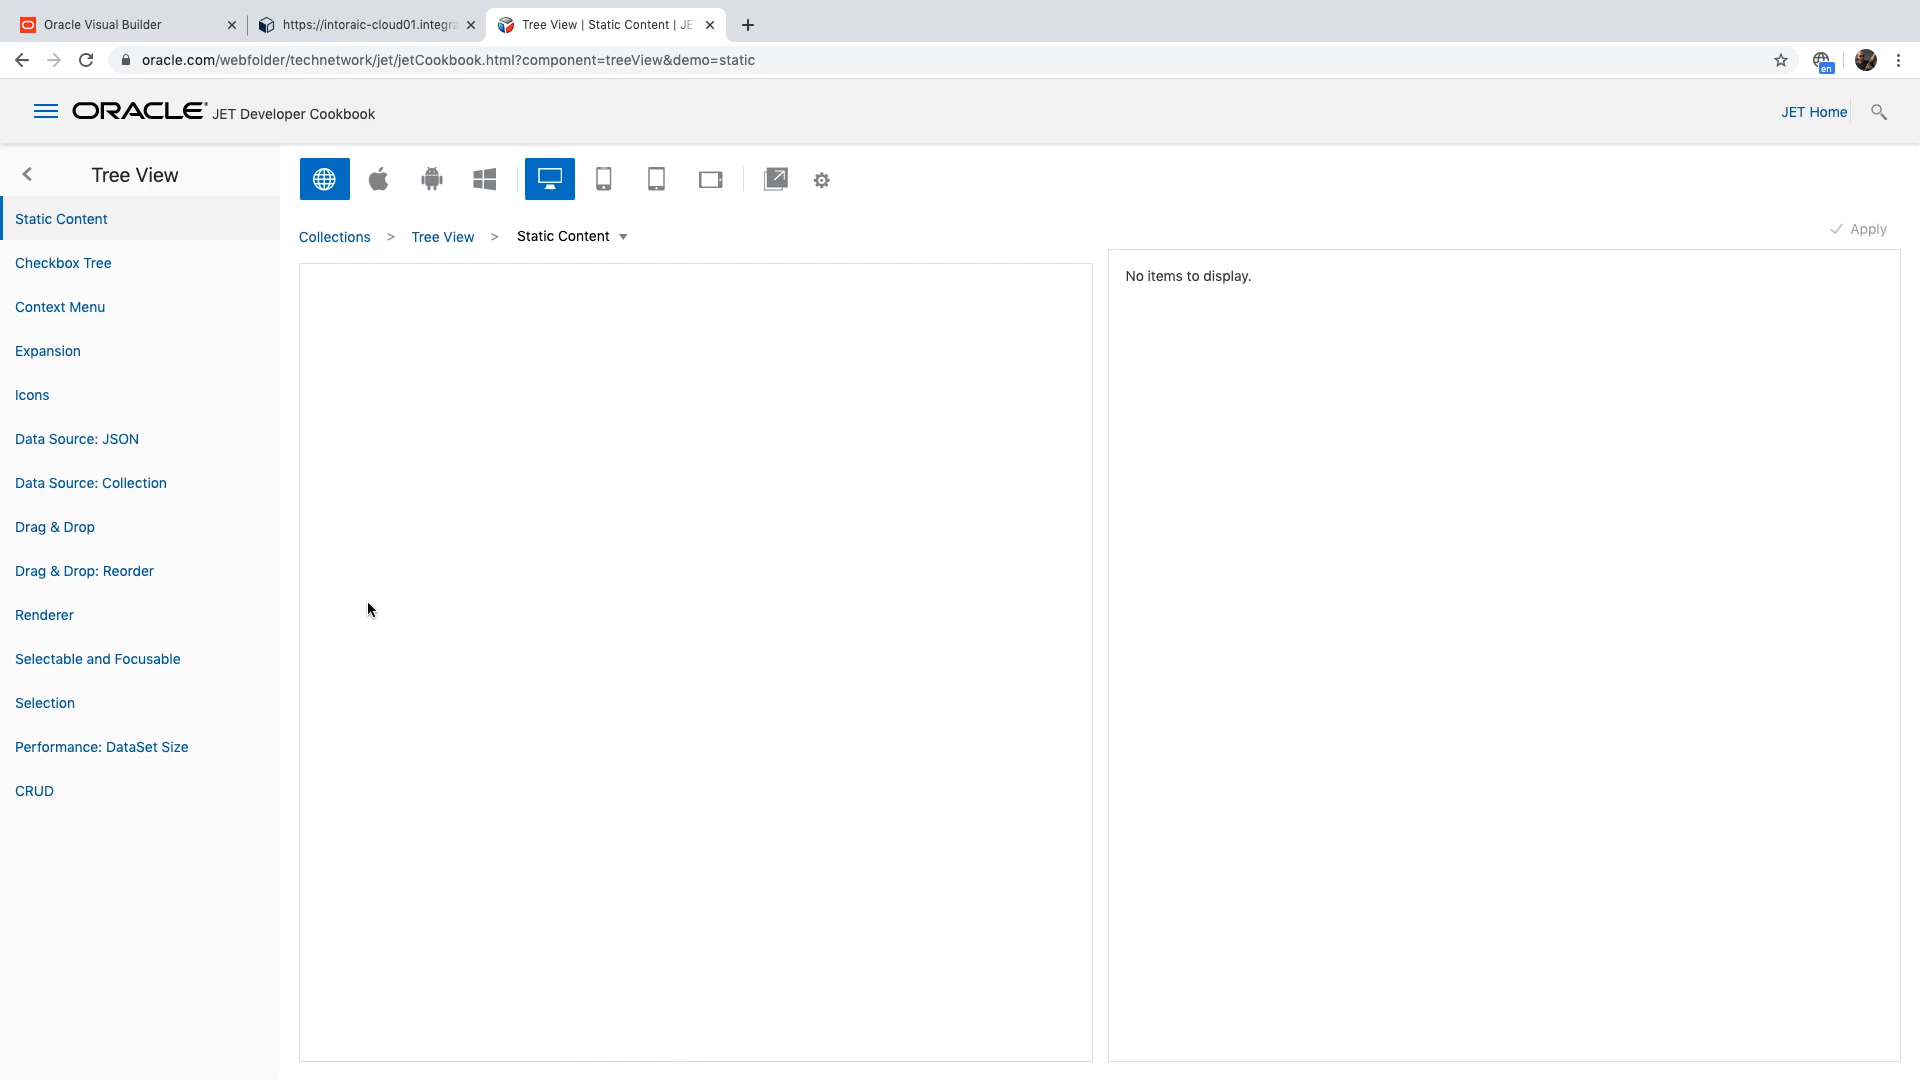 Oracle Visual Builder
https://intoraic-cloud01.integra
Tree View | Static Content | JE
oracle.com/webfolder/technetwork/jet/jetCookbook.html?component=treeView&demo=static
en
ORACLE® JET Developer Cookbook
JET Home
Tree View
Static Content
Checkbox Tree
Context Menu
Expansion
Icons
Data Source: JSON
Data Source: Collection
Drag & Drop
Drag & Drop: Reorder
Renderer
Selectable and Focusable
Selection
Performance: DataSet Size
CRUD
Collections > Tree View > Static Content
Apply
No items to display.